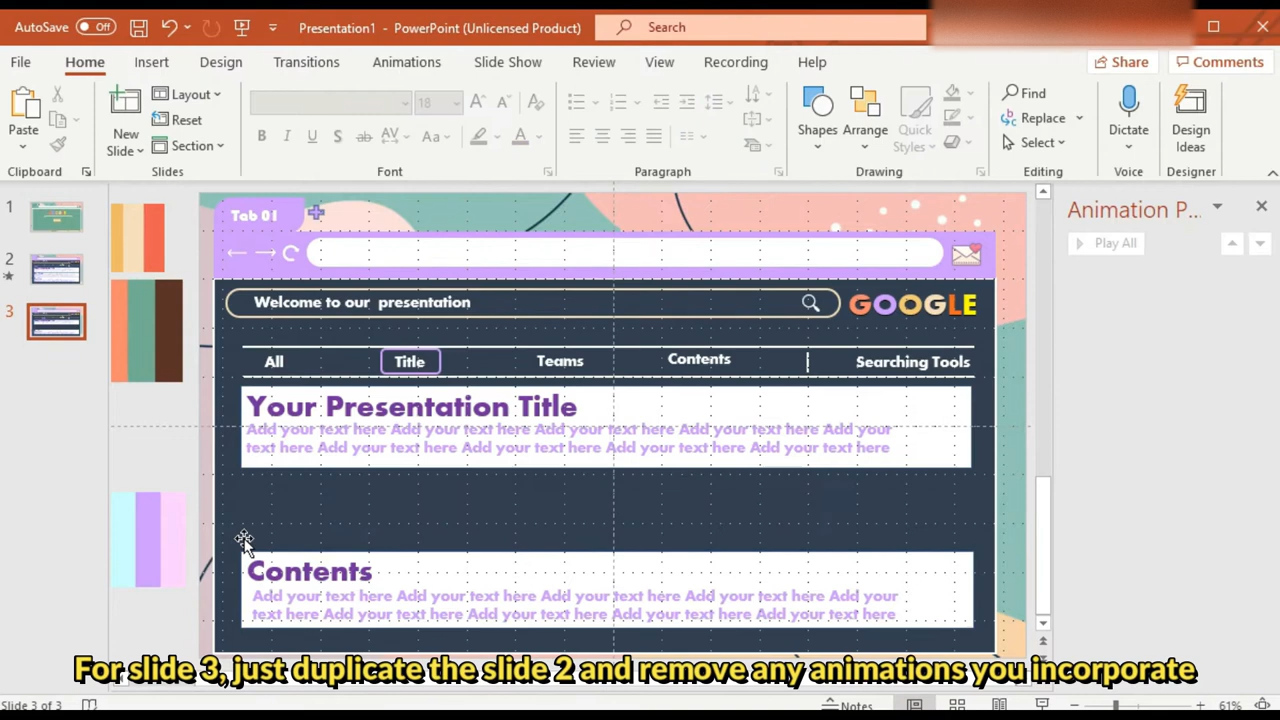 AutoSave Off Presentation1 - PowerPoint (Unlicensed Product) Search
File Home Insert Design Transitions Animations Slide Show Review View Recording Help Share Comments
Paste New Slide Layout Reset Section 18 Shapes Arrange Quick Styles Find Replace Select Dictate Design Ideas
Clipboard Slides Font Paragraph Drawing Editing Voice Designer
1
2
3
Animation P...
Play All
Tab 01
Welcome to our presentation GOOGLE
All Title Teams Contents Searching Tools
Your Presentation Title
Add your text here Add your text here Add your text here Add your text here Add your
text here Add your text here Add your text here Add your text here Add your text here
Contents
Add your text here Add your text here Add your text here Add your text here Add your
text here Add your text here Add your text here Add your text here Add your text here
For slide 3, just duplicate the slide 2 and remove any animations you incorporate
Slide 3 of 3 Notes 61%